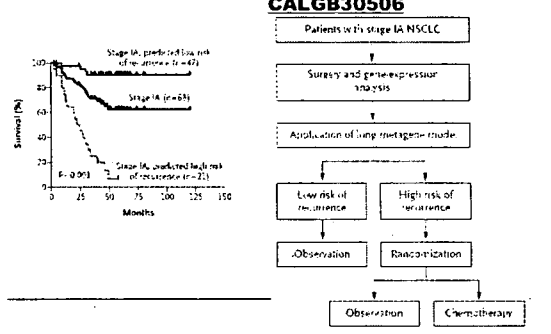 CALGB30506
Stage IA, predicted low risk
of recurrence (n=47)
Stage IA (n=68)
Stage IA, predicted high risk
of recurrence (n=21)
Survival (%)
100
80
60
40
20
0
0 25 50 75 100 125 150
Months
Patients with stage IA NSCLC
Surgery and gene-expression
analysis
Application of lung metagene model
Low risk of
recurrence
High risk of
recurrence
Observation
Randomization
Observation
Chemotherapy